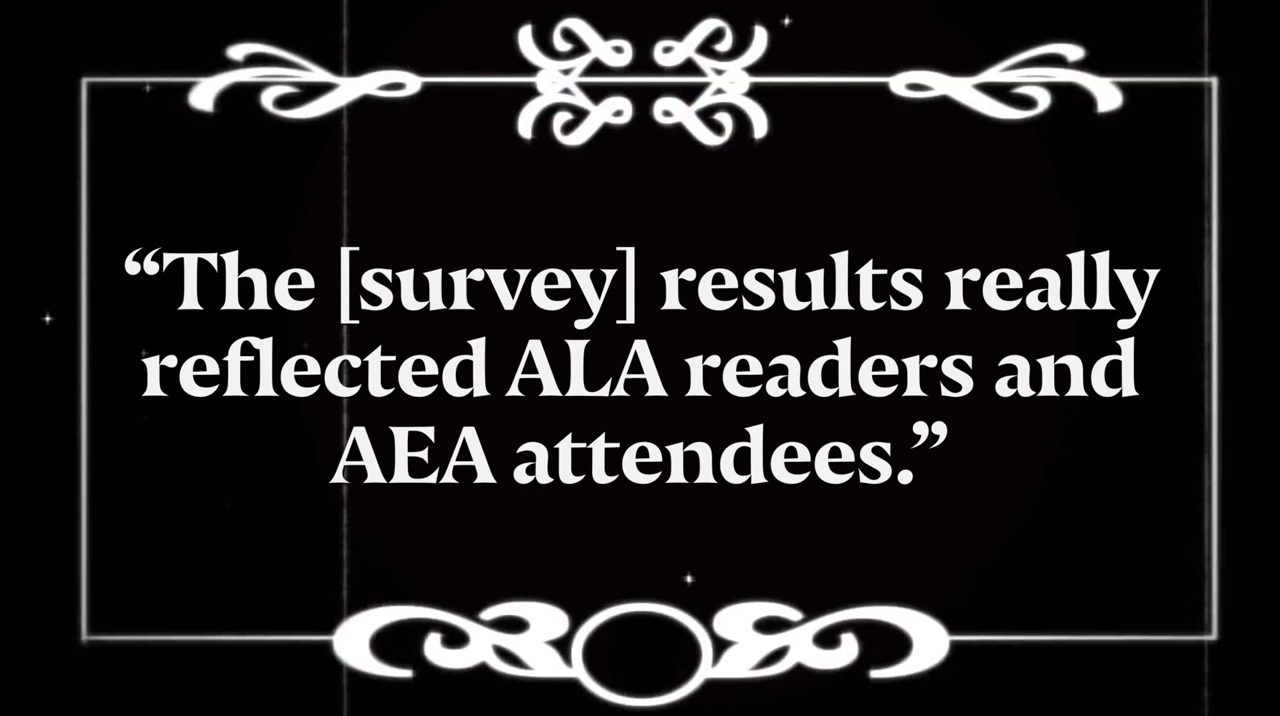 “The [survey] results really
reflected ALA readers and
AEA attendees.”